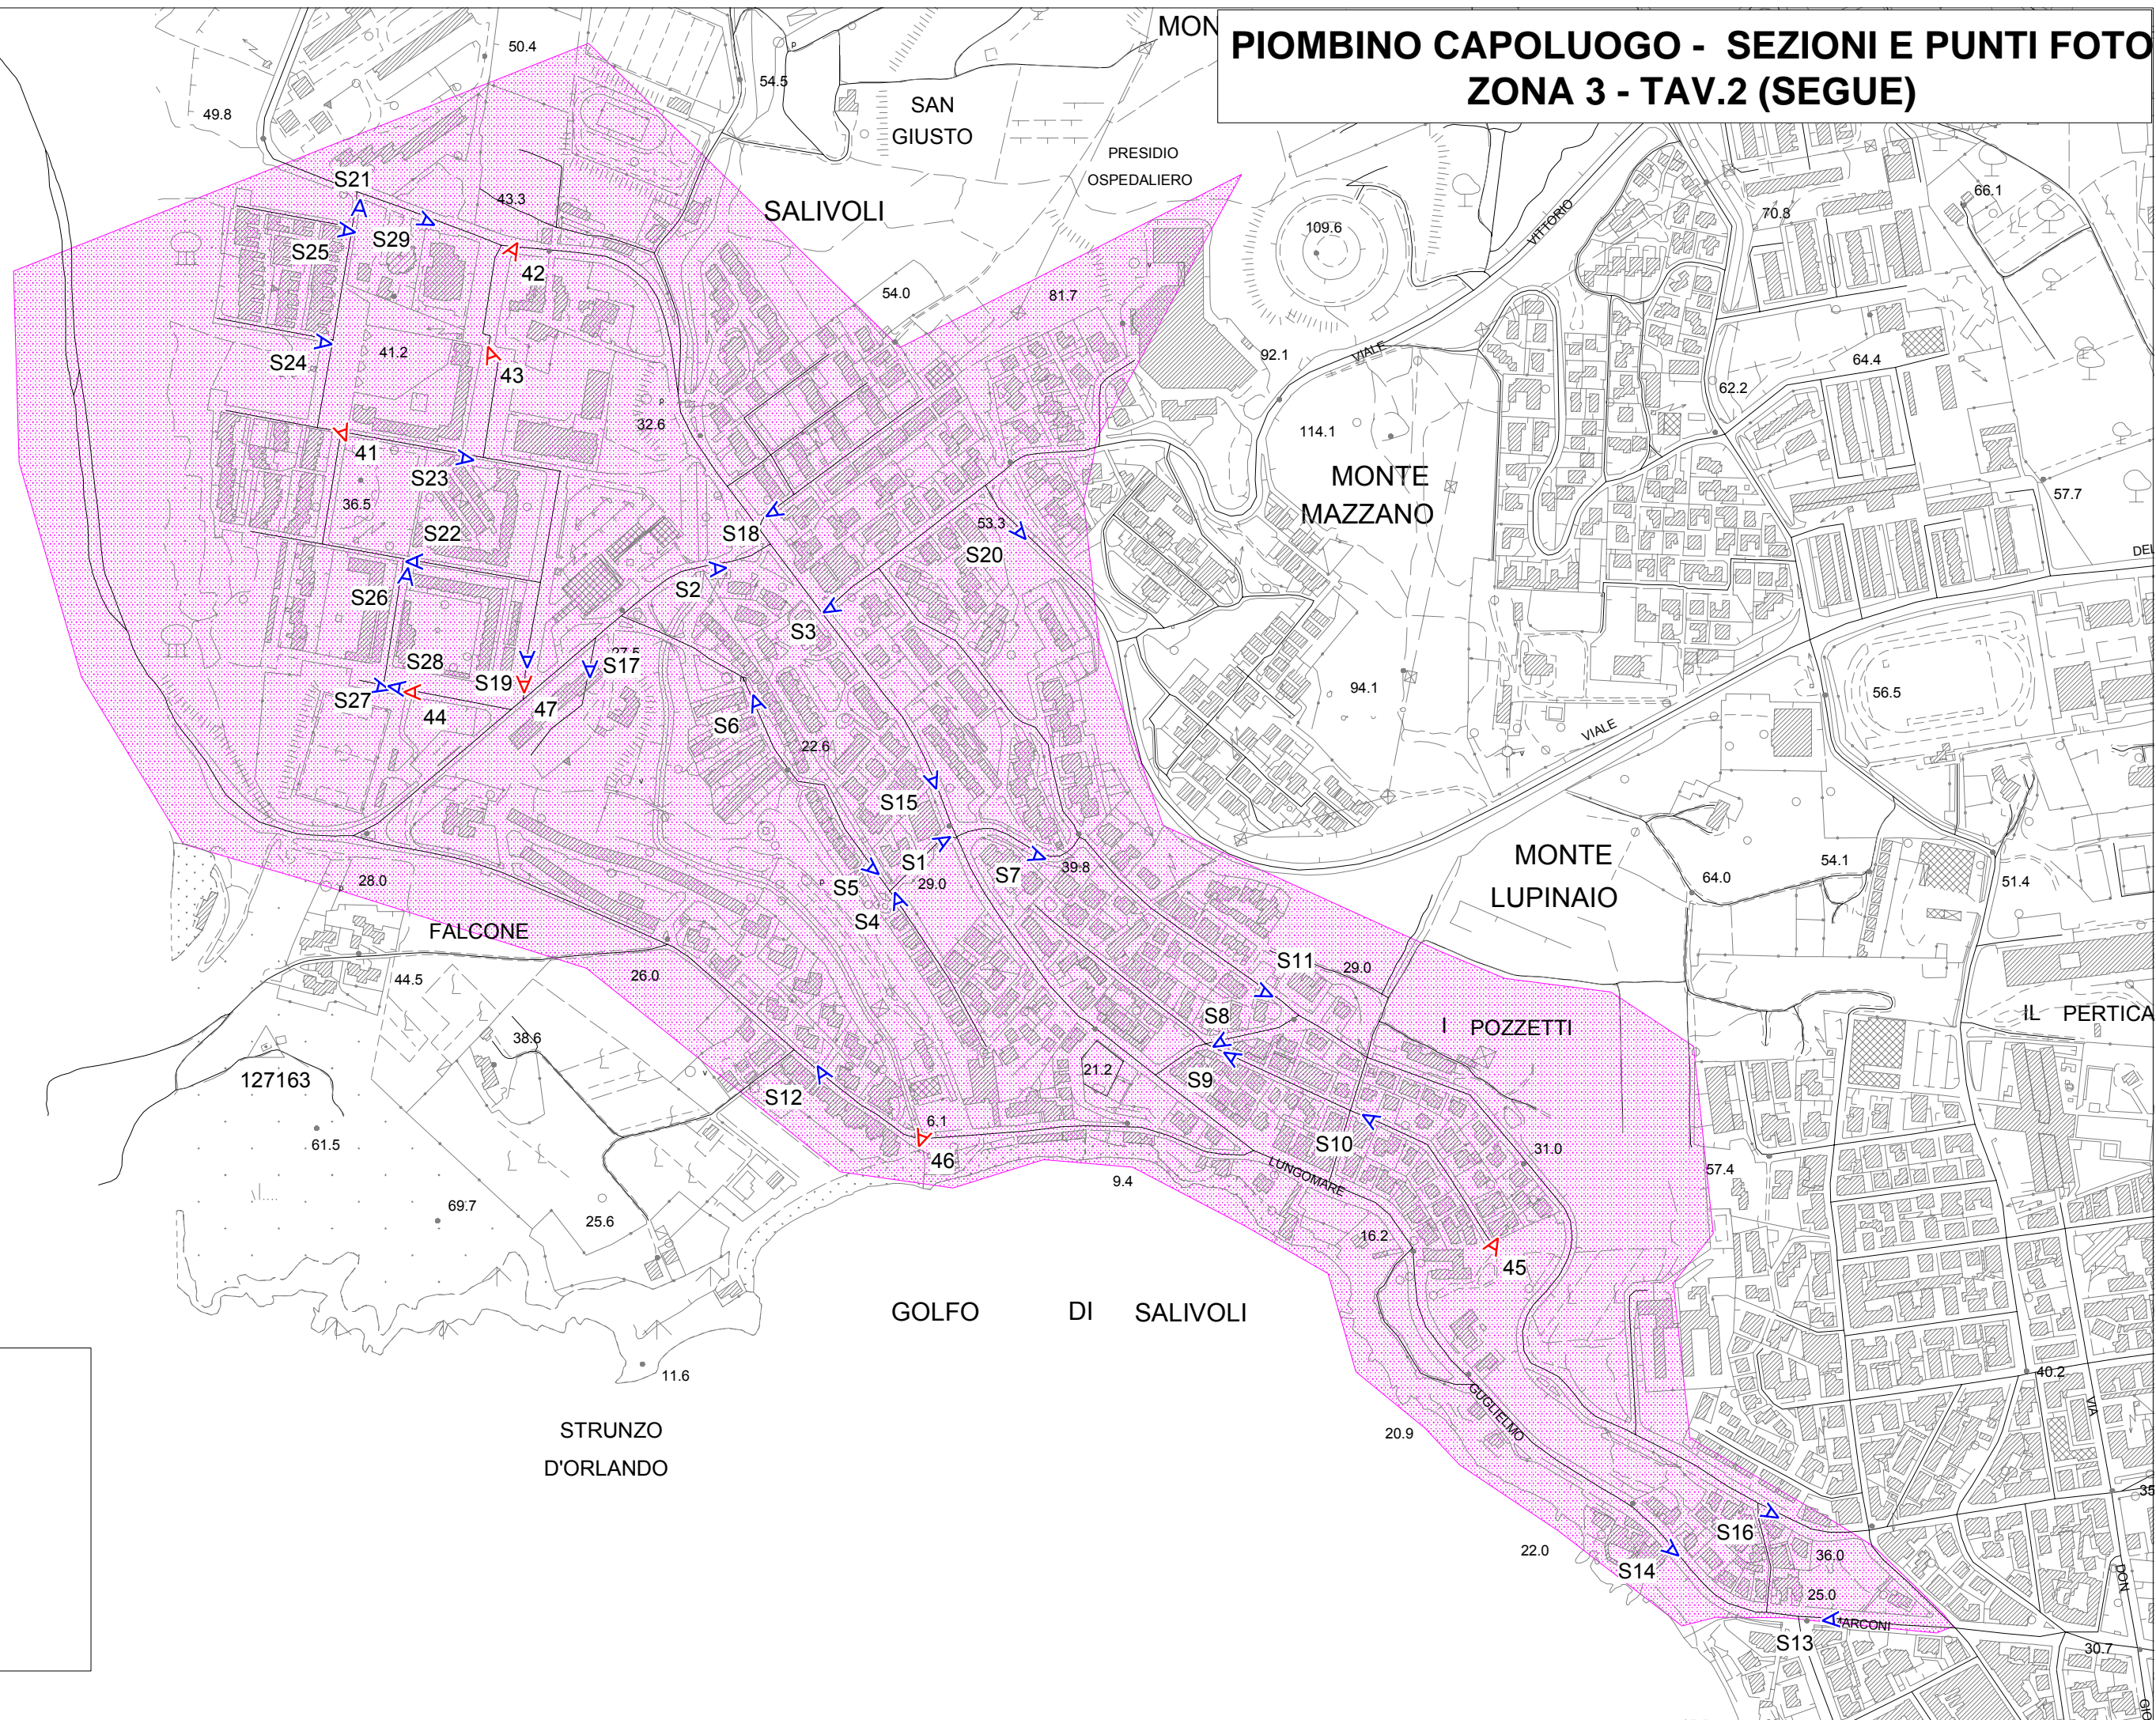 PIOMBINO CAPOLUOGO - SEZIONI E PUNTI FOTO
ZONA 3 - TAV.2 (SEGUE)
MON
50.4
54.5
49.8
SAN
GIUSTO
PRESIDIO
OSPEDALIERO
SALIVOLI
S21
43.3
S25
S29
42
54.0
81.7
109.6
VITTORIO
70.8
66.1
S24
41.2
43
92.1
VIALE
64.4
62.2
32.6
114.1
41
S23
MONTE
MAZZANO
57.7
36.5
S22
S18
53.3
S20
DEL
S26
S2
S3
S28
27.5
S17
S19
S27
44
47
S6
22.6
94.1
VIALE
56.5
S15
S1
S7
39.8
MONTE
LUPINAIO
54.1
64.0
51.4
28.0
S5
29.0
S4
FALCONE
44.5
26.0
S11
29.0
S8
I POZZETTI
IL PERTICA
38.6
127163
S12
S9
21.2
6.1
46
S10
31.0
61.5
LUNGOMARE
57.4
9.4
69.7
25.6
16.2
45
GOLFO DI SALIVOLI
11.6
40.2
STRUNZO
D'ORLANDO
GUGLIELMO
20.9
VIA
35
S16
22.0
36.0
S14
25.0
DON
ARCONI
S13
30.7
GIO